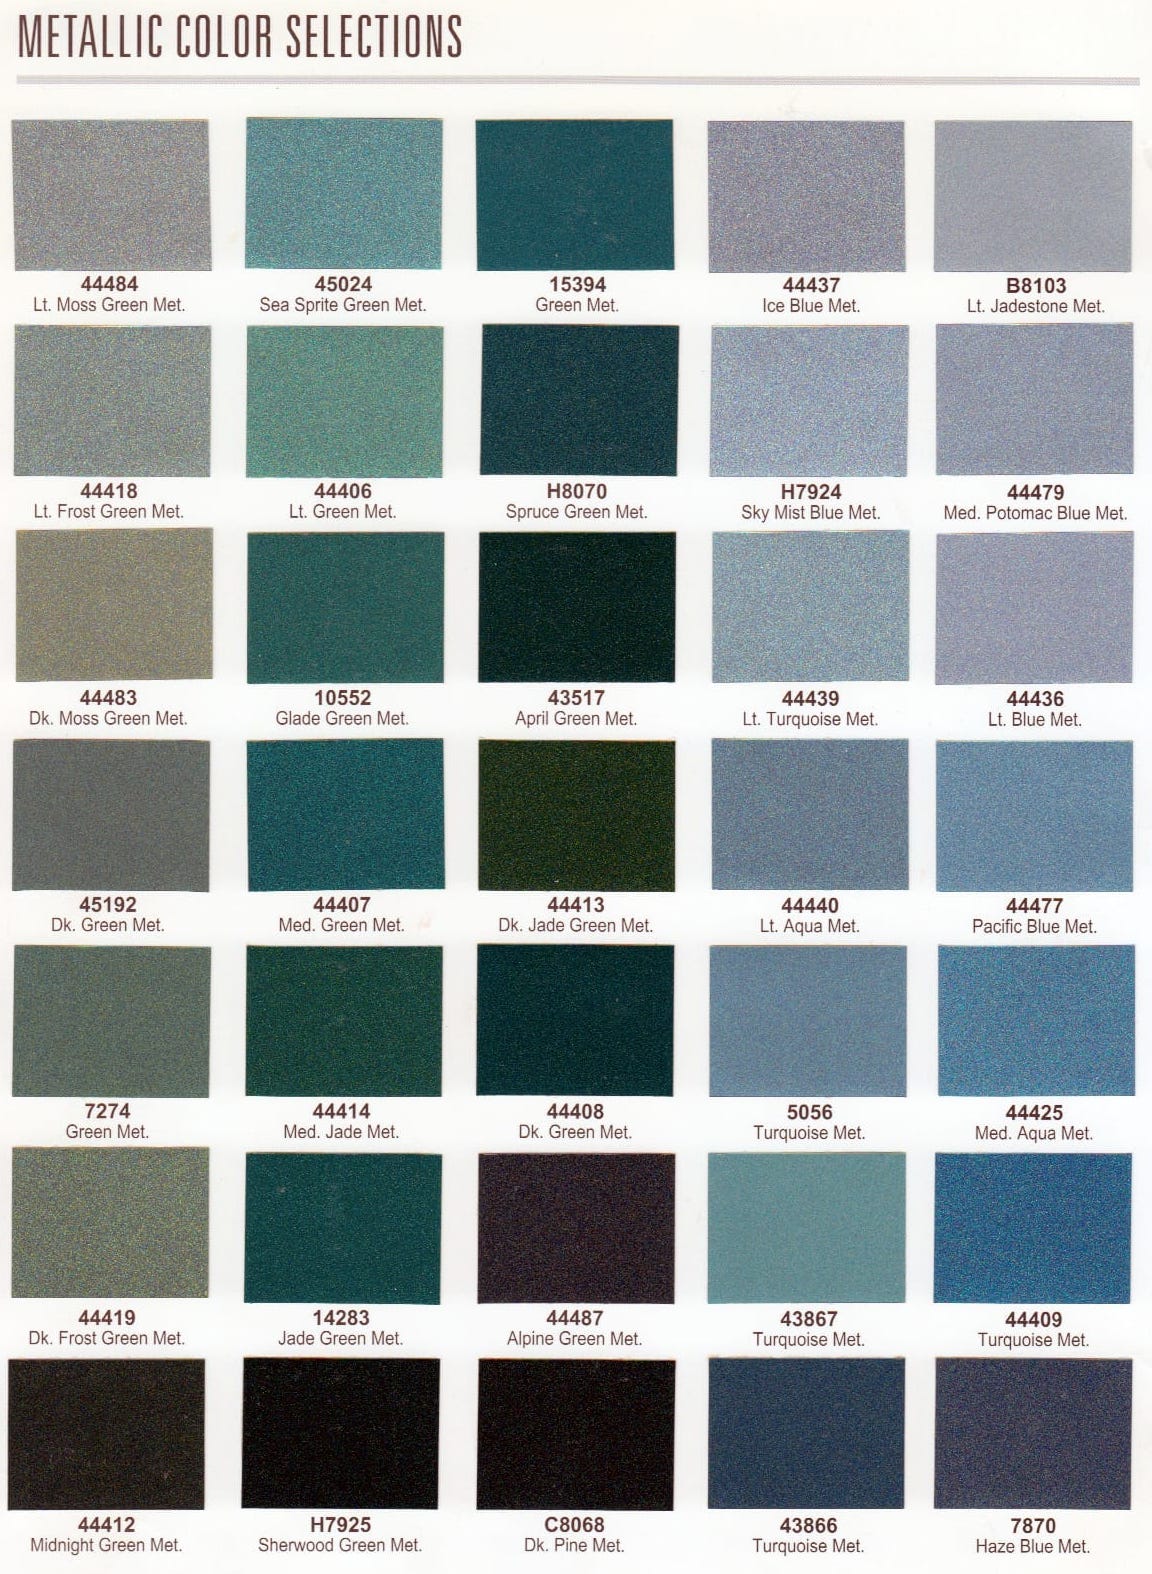 METALLIC COLOR SELECTIONS
44484
Lt. Moss Green Met.
45024
Sea Sprite Green Met.
15394
Green Met.
44437
Ice Blue Met.
B8103
Lt. Jadestone Met.
44418
Lt. Frost Green Met.
44406
Lt. Green Met.
H8070
Spruce Green Met.
H7924
Sky Mist Blue Met.
44479
Med. Potomac Blue Met.
44483
Dk. Moss Green Met.
10552
Glade Green Met.
43517
April Green Met.
44439
Lt. Turquoise Met.
44436
Lt. Blue Met.
45192
Dk. Green Met.
44407
Med. Green Met.
44413
Dk. Jade Green Met.
44440
Lt. Aqua Met.
44477
Pacific Blue Met.
7274
Green Met.
44414
Med. Jade Met.
44408
Dk. Green Met.
5056
Turquoise Met.
44425
Med. Aqua Met.
44419
Dk. Frost Green Met.
14283
Jade Green Met.
44487
Alpine Green Met.
43867
Turquoise Met.
44409
Turquoise Met.
44412
Midnight Green Met.
H7925
Sherwood Green Met.
C8068
Dk. Pine Met.
43866
Turquoise Met.
7870
Haze Blue Met.